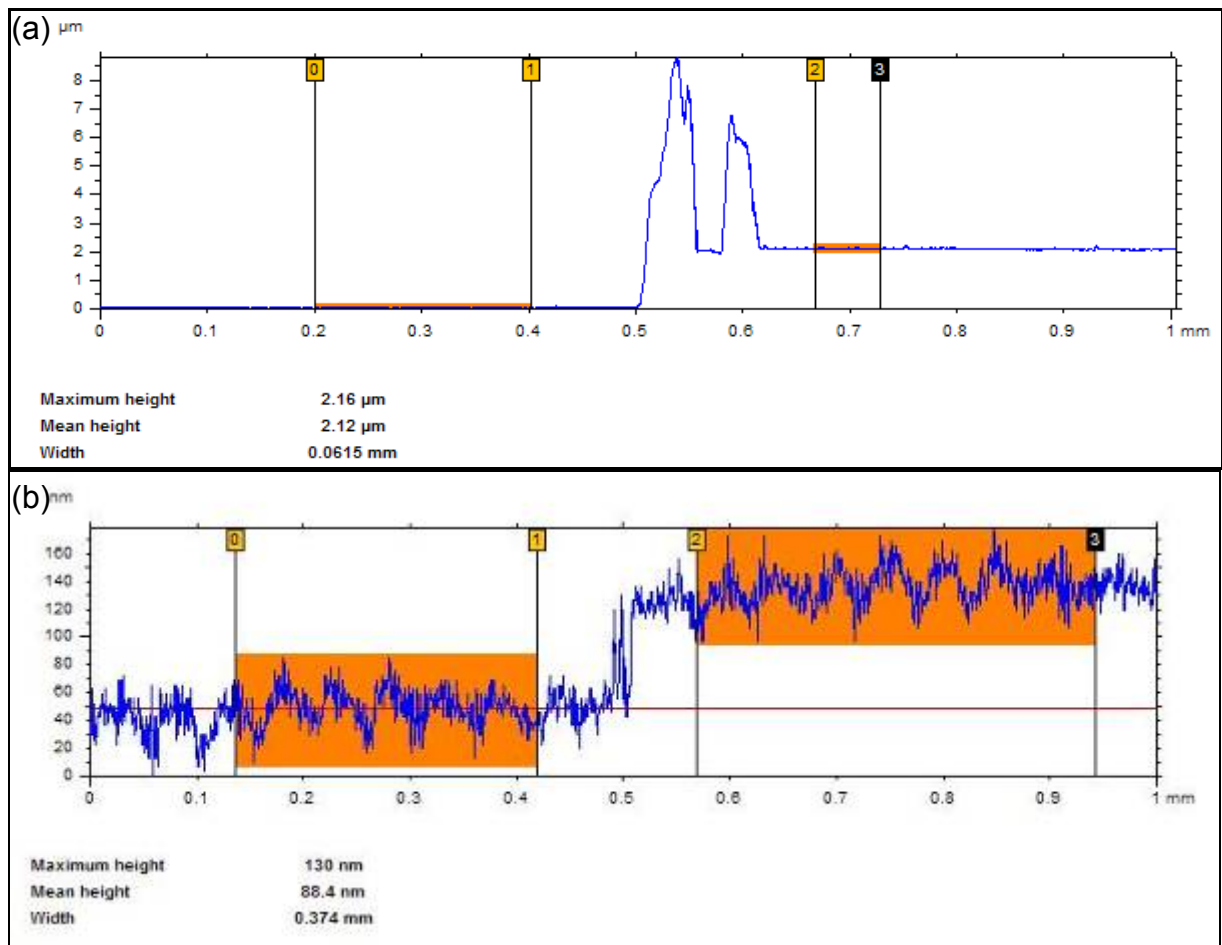 (a) µm
0 1 2 3
8
7
6
5
4
3
2
1
0
0 0.1 0.2 0.3 0.4 0.5 0.6 0.7 0.8 0.9 1 mm
Maximum height 2.16 µm
Mean height 2.12 µm
Width 0.0615 mm
(b) nm
0 1 2 3
160
140
120
100
80
60
40
20
0
0 0.1 0.2 0.3 0.4 0.5 0.6 0.7 0.8 0.9 1 mm
Maximum height 130 nm
Mean height 88.4 nm
Width 0.374 mm